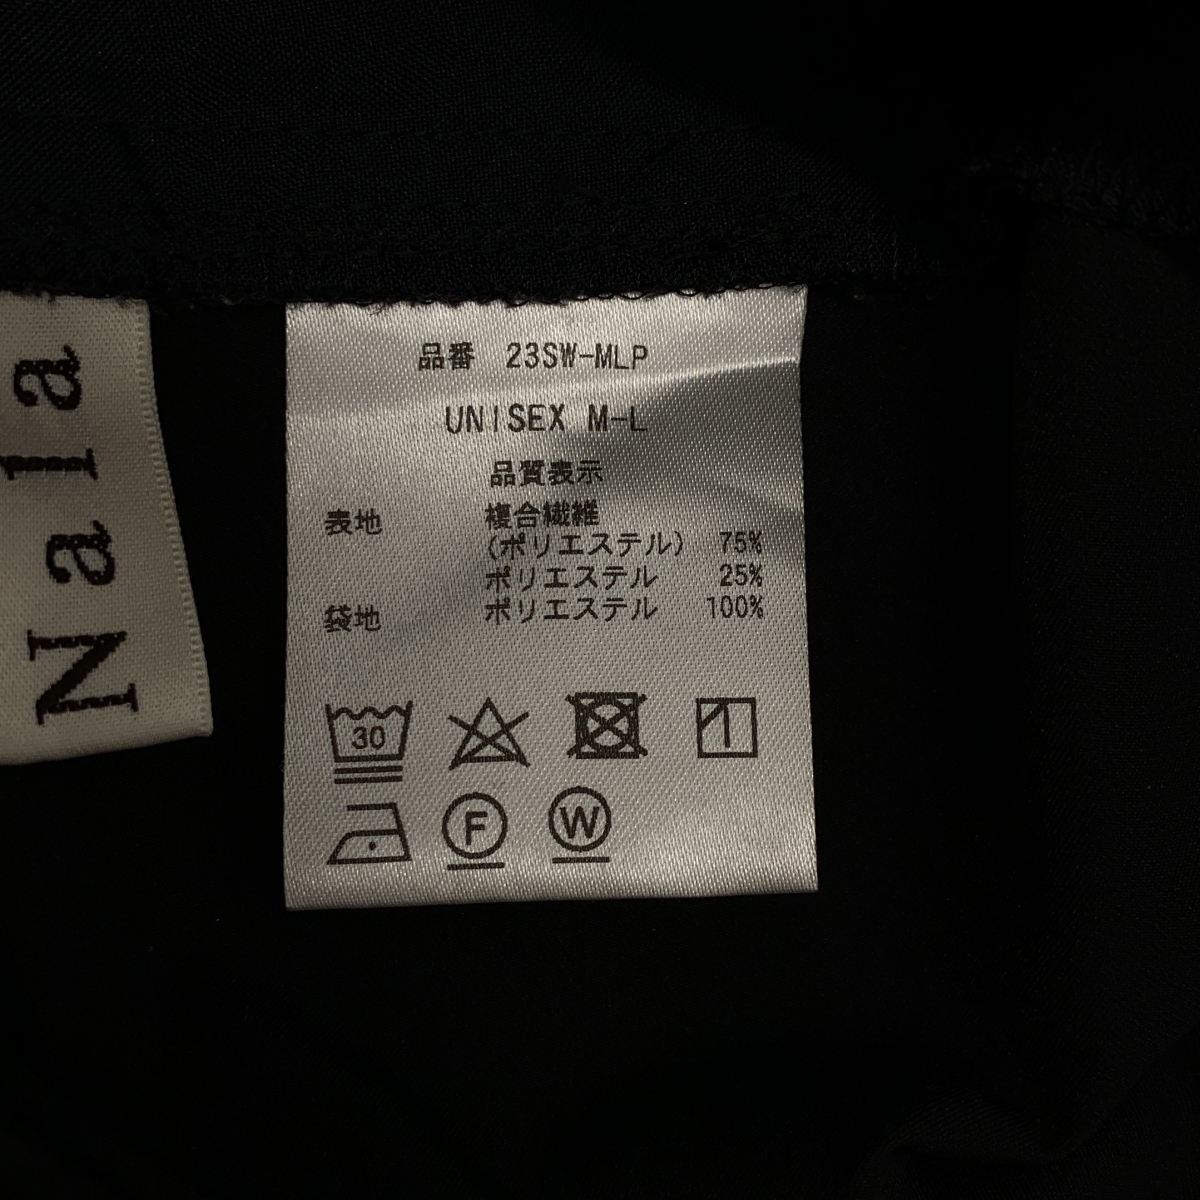 Nala
品番 23SW-MLP
UNISEX M-L
品質表示
表地 複合繊維
(ポリエステル) 75%
ポリエステル 25%
袋地 ポリエステル 100%
30
F W